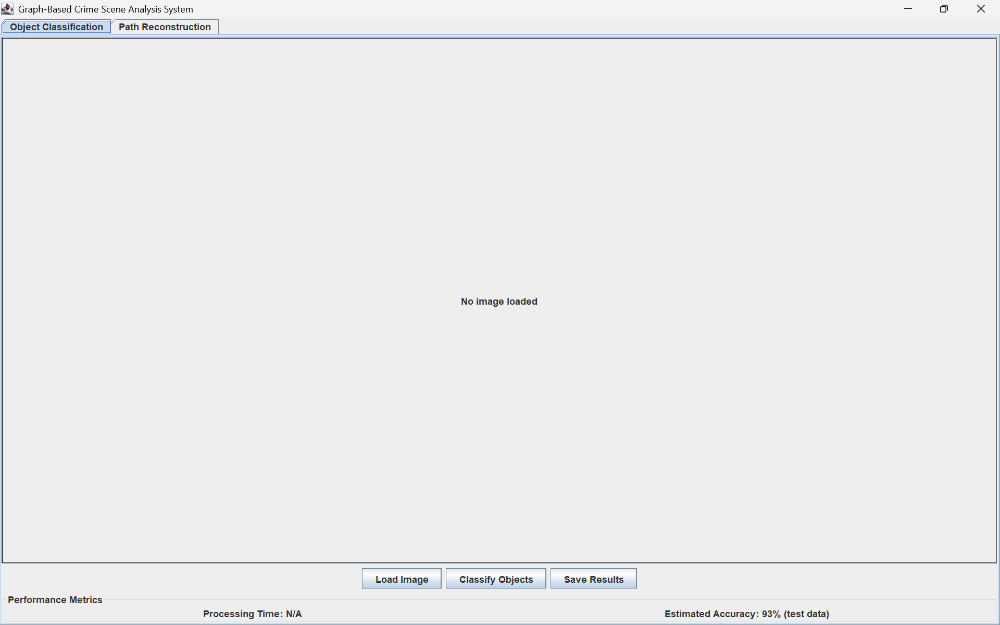 Graph-Based Crime Scene Analysis System
Object Classification
Path Reconstruction
No image loaded
Load Image
Classify Objects
Save Results
Performance Metrics
Processing Time: N/A
Estimated Accuracy: 93% (test data)